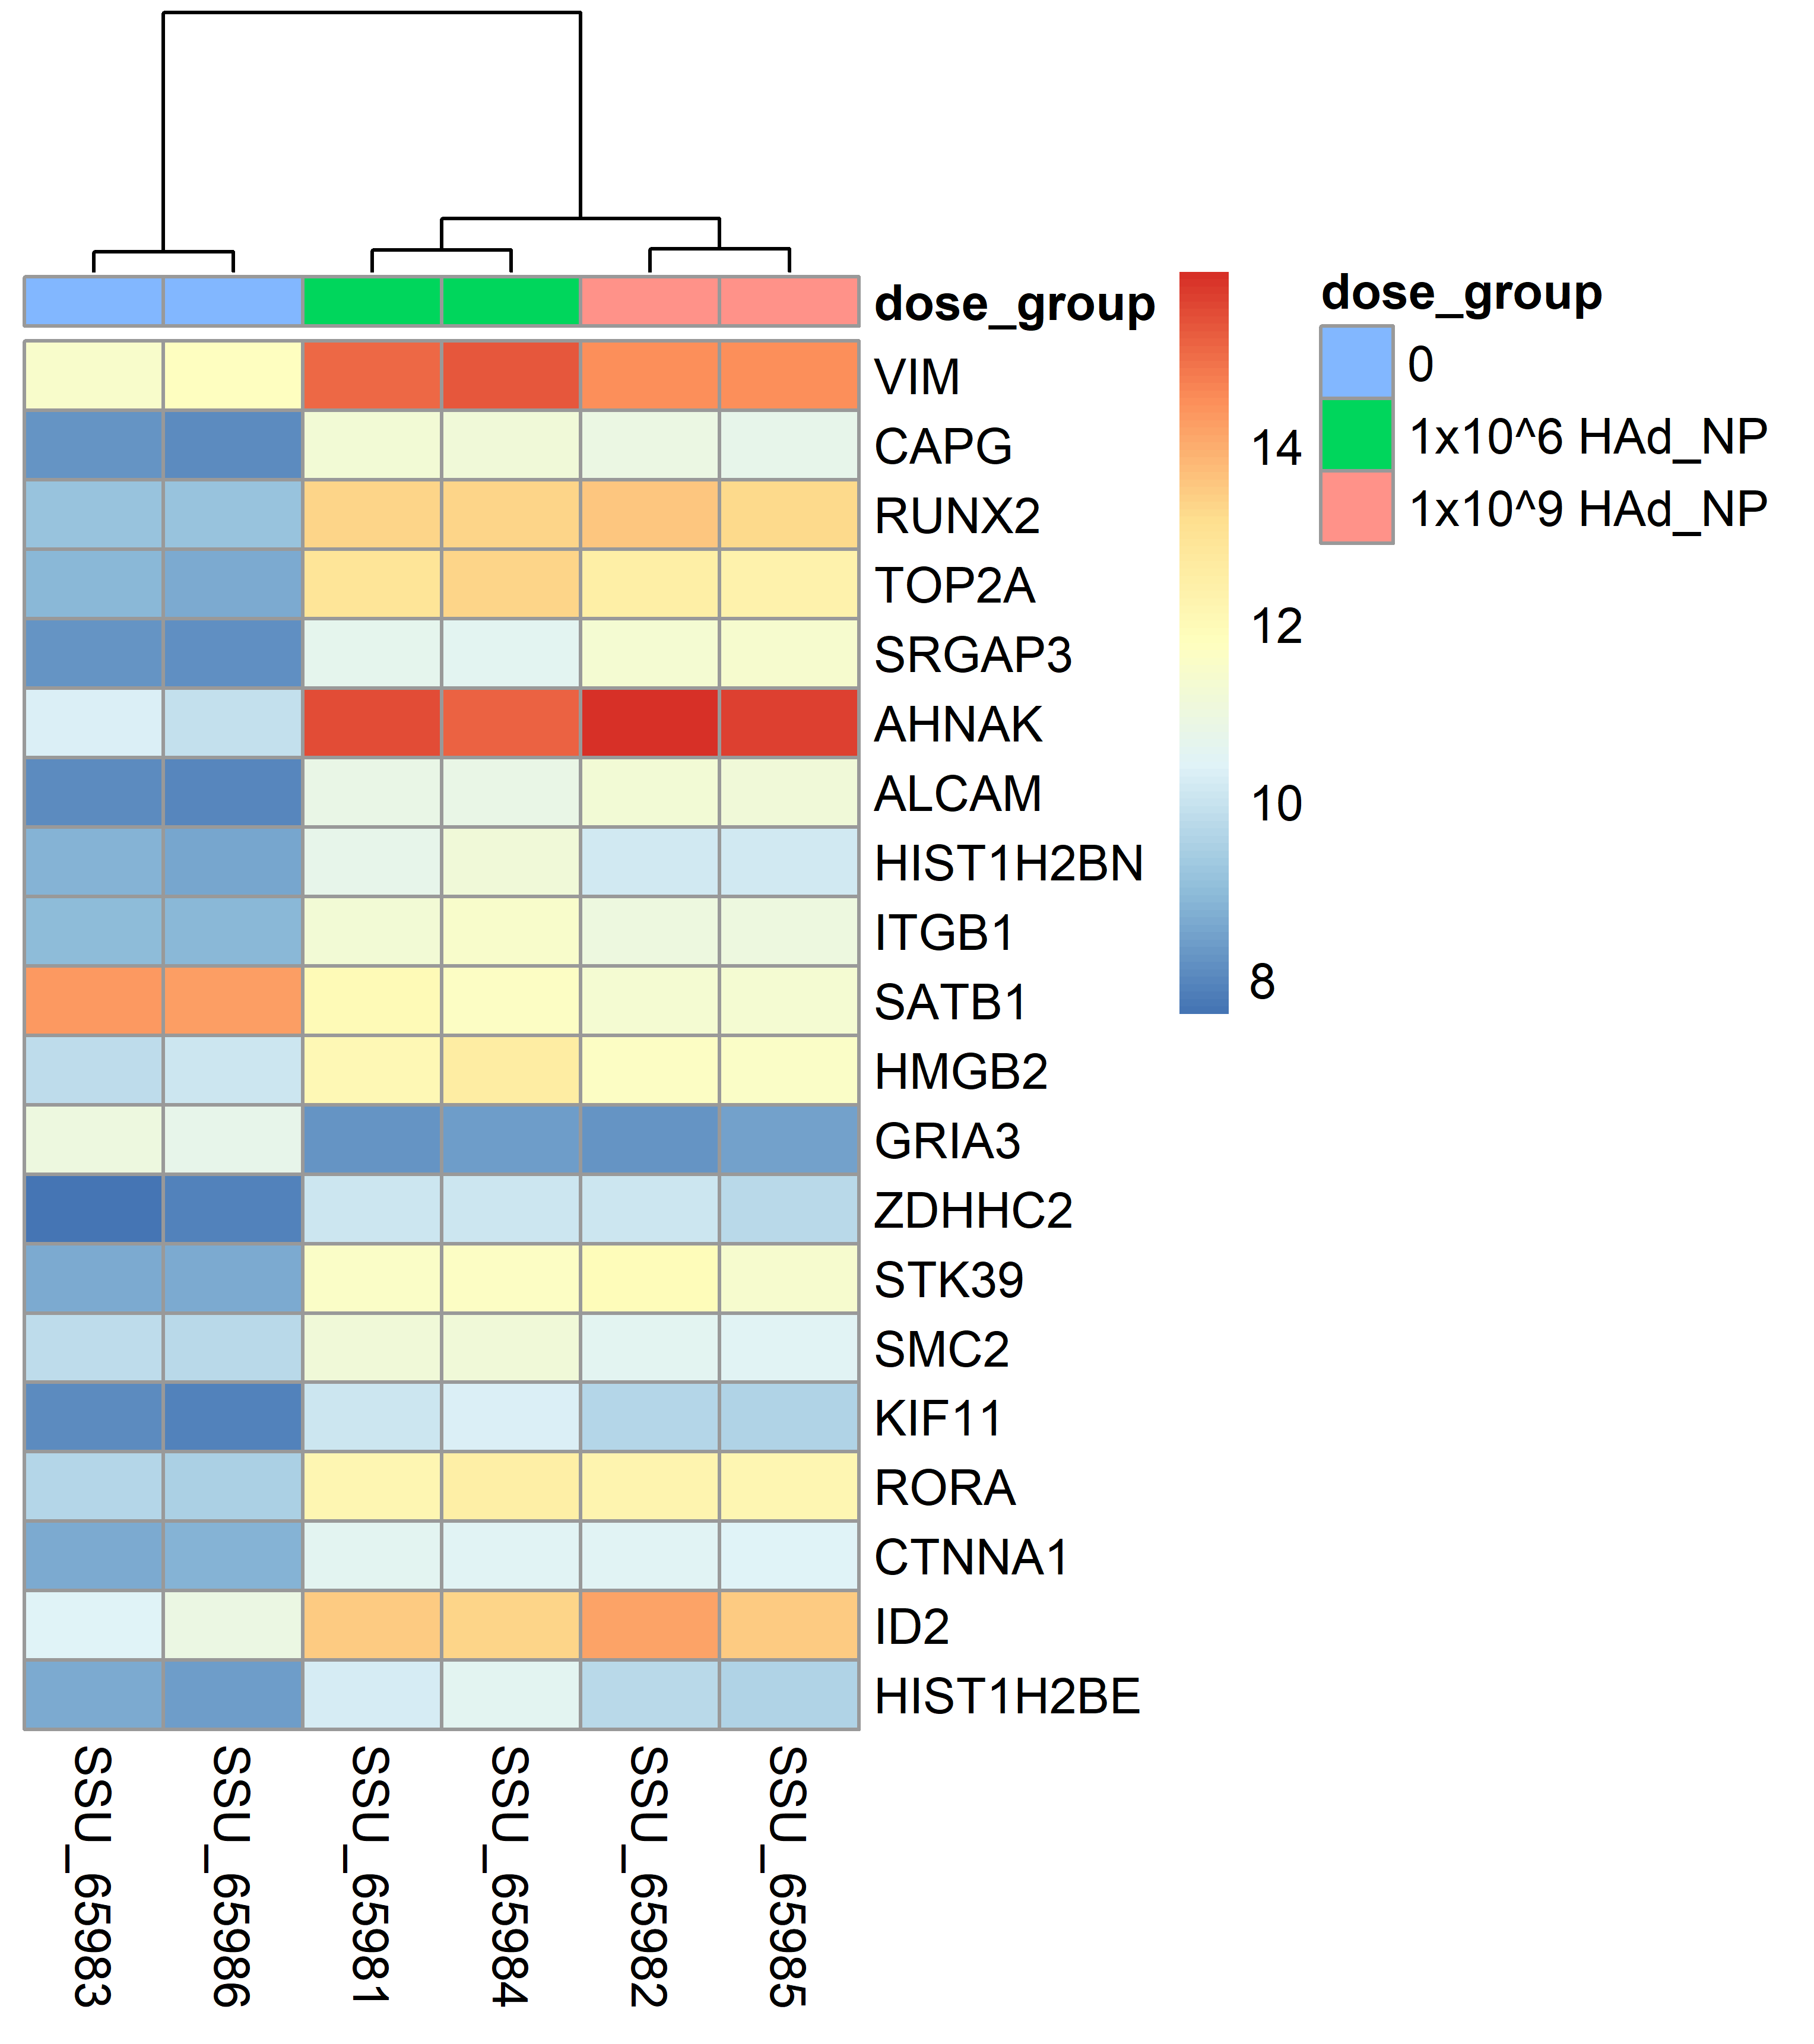 dose_group
VIM
CAPG
RUNX2
TOP2A
SRGAP3
AHNAK
ALCAM
HIST1H2BN
ITGB1
SATB1
HMGB2
GRIA3
ZDHHC2
STK39
SMC2
KIF11
RORA
CTNNA1
ID2
HIST1H2BE
SSU_65983
SSU_65986
SSU_65981
SSU_65984
SSU_65982
SSU_65985
14
12
10
8
dose_group
0
1x10^6 HAd_NP
1x10^9 HAd_NP